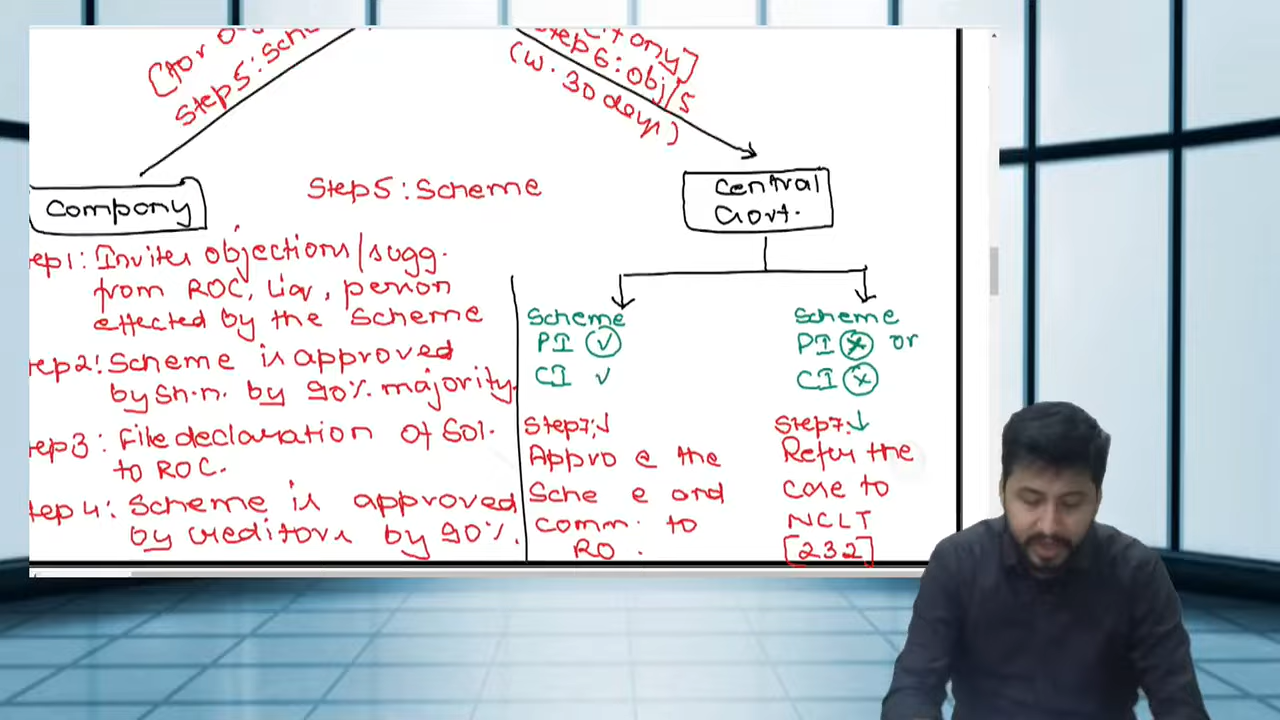 Step5:Sch
Step6:obj/s
(W. 30 days)
Step5:Scheme
Company
Central
Govt.
ep1: Invites objections/sugg.
from ROC, Liq, person
effected by the Scheme
ep2: Scheme is approved
by Sh.n. by 90% majority.
ep3: File declaration of Sol.
to ROC.
tep4: Scheme is approved
by creditors by 90%.
Scheme
PI ✓
CI ✓
Step7:↓
Appro e the
Sche e and
comm. to
RO.
Scheme
PI × or
CI ×
Step7:↓
Refer the
case to
NCLT
[232]